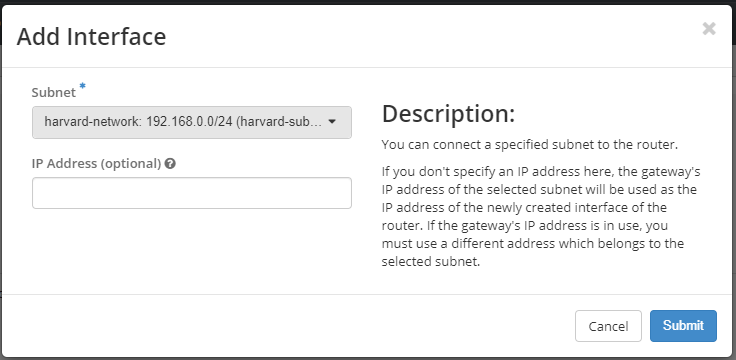 Add Interface
×
Subnet *
harvard-network: 192.168.0.0/24 (harvard-sub...
IP Address (optional)
Description:
You can connect a specified subnet to the router.
If you don't specify an IP address here, the gateway's
IP address of the selected subnet will be used as the
IP address of the newly created interface of the
router. If the gateway's IP address is in use, you
must use a different address which belongs to the
selected subnet.
Cancel
Submit